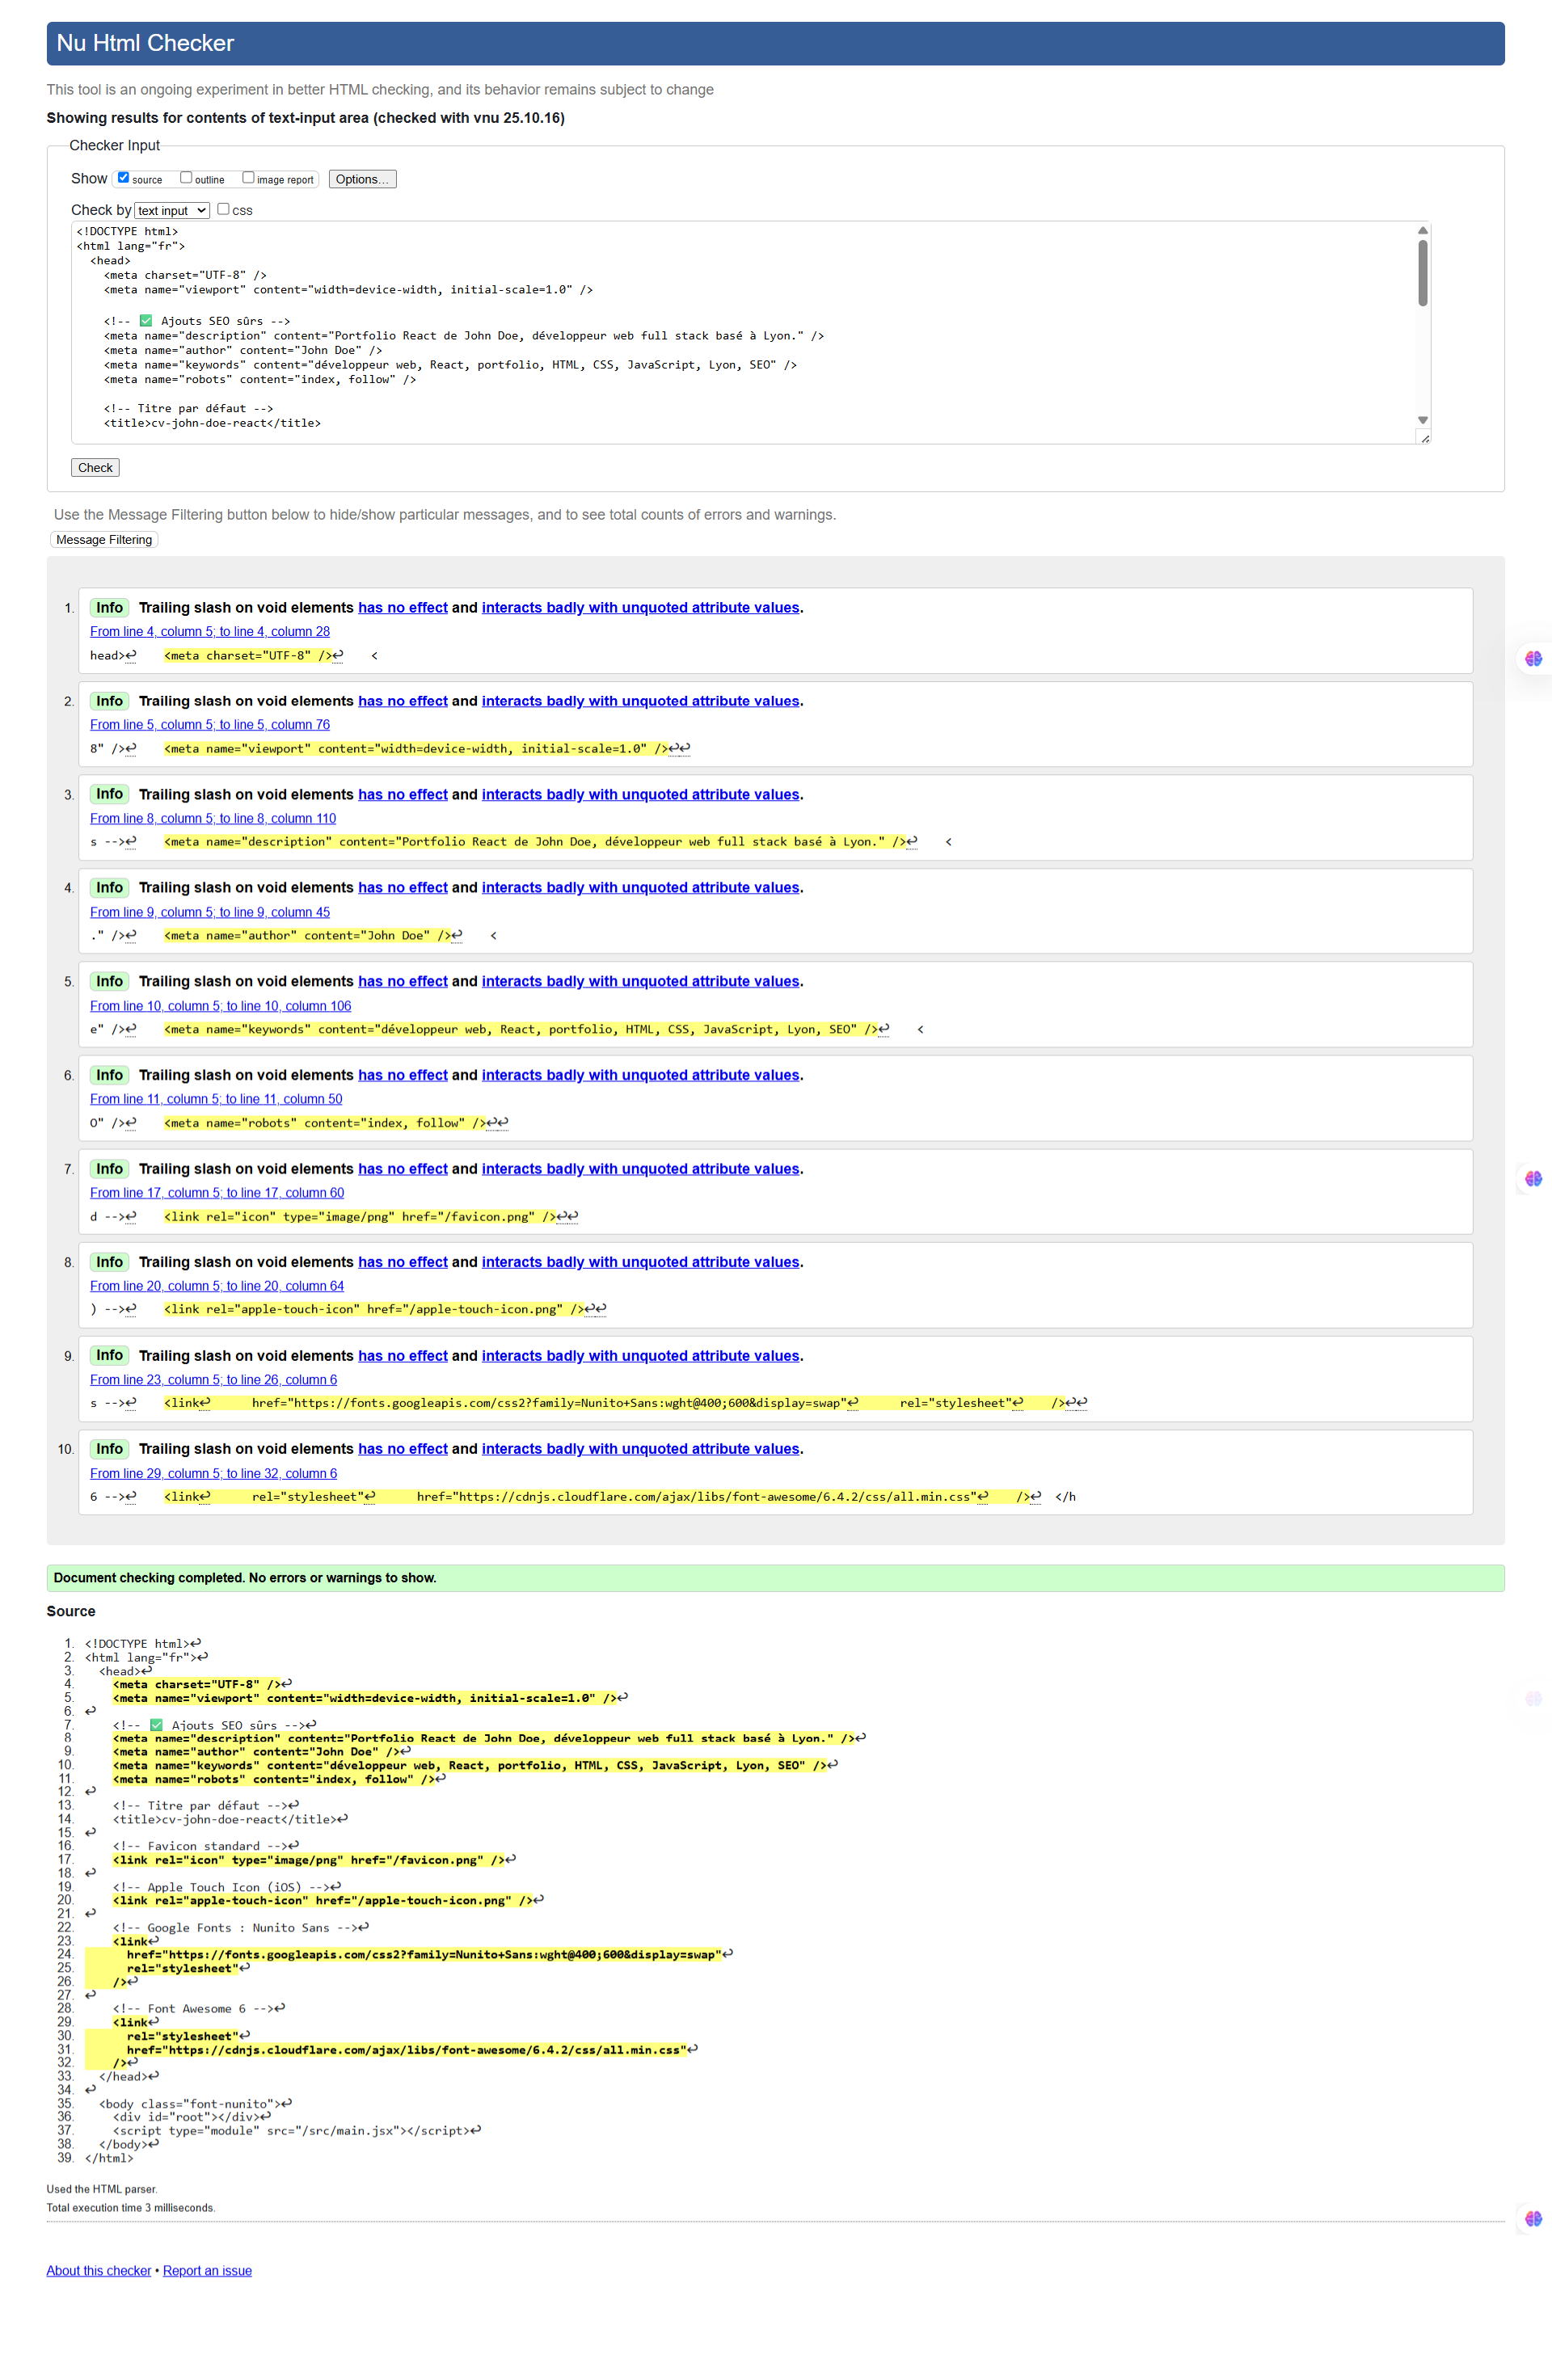 Nu Html Checker
This tool is an ongoing experiment in better HTML checking, and its behavior remains subject to change
Showing results for contents of text-input area (checked with vnu 25.10.16)
Checker Input
Show source outline image report Options...
Check by text input css
<!DOCTYPE html>
<html lang="fr">
  <head>
    <meta charset="UTF-8" />
    <meta name="viewport" content="width=device-width, initial-scale=1.0" />
    <!-- ✅ Ajouts SEO sûrs -->
    <meta name="description" content="Portfolio React de John Doe, développeur web full stack basé à Lyon." />
    <meta name="author" content="John Doe" />
    <meta name="keywords" content="développeur web, React, portfolio, HTML, CSS, JavaScript, Lyon, SEO" />
    <meta name="robots" content="index, follow" />
    <!-- Titre par défaut -->
    <title>cv-john-doe-react</title>
Check
Use the Message Filtering button below to hide/show particular messages, and to see total counts of errors and warnings.
Message Filtering
1. Info Trailing slash on void elements has no effect and interacts badly with unquoted attribute values.
From line 4, column 5; to line 4, column 28
head>↩    <meta charset="UTF-8" />↩    <
2. Info Trailing slash on void elements has no effect and interacts badly with unquoted attribute values.
From line 5, column 5; to line 5, column 76
8" />↩    <meta name="viewport" content="width=device-width, initial-scale=1.0" />↩↩
3. Info Trailing slash on void elements has no effect and interacts badly with unquoted attribute values.
From line 8, column 5; to line 8, column 110
s -->↩    <meta name="description" content="Portfolio React de John Doe, développeur web full stack basé à Lyon." />↩    <
4. Info Trailing slash on void elements has no effect and interacts badly with unquoted attribute values.
From line 9, column 5; to line 9, column 45
." />↩    <meta name="author" content="John Doe" />↩    <
5. Info Trailing slash on void elements has no effect and interacts badly with unquoted attribute values.
From line 10, column 5; to line 10, column 106
e" />↩    <meta name="keywords" content="développeur web, React, portfolio, HTML, CSS, JavaScript, Lyon, SEO" />↩    <
6. Info Trailing slash on void elements has no effect and interacts badly with unquoted attribute values.
From line 11, column 5; to line 11, column 50
O" />↩    <meta name="robots" content="index, follow" />↩↩
7. Info Trailing slash on void elements has no effect and interacts badly with unquoted attribute values.
From line 17, column 5; to line 17, column 60
d -->↩    <link rel="icon" type="image/png" href="/favicon.png" />↩↩
8. Info Trailing slash on void elements has no effect and interacts badly with unquoted attribute values.
From line 20, column 5; to line 20, column 64
) -->↩    <link rel="apple-touch-icon" href="/apple-touch-icon.png" />↩↩
9. Info Trailing slash on void elements has no effect and interacts badly with unquoted attribute values.
From line 23, column 5; to line 26, column 6
s -->↩    <link↩      href="https://fonts.googleapis.com/css2?family=Nunito+Sans:wght@400;600&display=swap"↩      rel="stylesheet"↩    />↩↩
10. Info Trailing slash on void elements has no effect and interacts badly with unquoted attribute values.
From line 29, column 5; to line 32, column 6
6 -->↩    <link↩      rel="stylesheet"↩      href="https://cdnjs.cloudflare.com/ajax/libs/font-awesome/6.4.2/css/all.min.css"↩    />↩  </h
Document checking completed. No errors or warnings to show.
Source
1. <!DOCTYPE html>↩
2. <html lang="fr">↩
3.   <head>↩
4.     <meta charset="UTF-8" />↩
5.     <meta name="viewport" content="width=device-width, initial-scale=1.0" />↩
6. ↩
7.     <!-- ✅ Ajouts SEO sûrs -->↩
8     <meta name="description" content="Portfolio React de John Doe, développeur web full stack basé à Lyon." />↩
9.     <meta name="author" content="John Doe" />↩
10.     <meta name="keywords" content="développeur web, React, portfolio, HTML, CSS, JavaScript, Lyon, SEO" />↩
11.     <meta name="robots" content="index, follow" />↩
12. ↩
13.     <!-- Titre par défaut -->↩
14.     <title>cv-john-doe-react</title>↩
15. ↩
16.     <!-- Favicon standard -->↩
17.     <link rel="icon" type="image/png" href="/favicon.png" />↩
18. ↩
19.     <!-- Apple Touch Icon (iOS) -->↩
20.     <link rel="apple-touch-icon" href="/apple-touch-icon.png" />↩
21. ↩
22.     <!-- Google Fonts : Nunito Sans -->↩
23.     <link↩
24.       href="https://fonts.googleapis.com/css2?family=Nunito+Sans:wght@400;600&display=swap"↩
25.       rel="stylesheet"↩
26.     />↩
27. ↩
28.     <!-- Font Awesome 6 -->↩
29.     <link↩
30.       rel="stylesheet"↩
31.       href="https://cdnjs.cloudflare.com/ajax/libs/font-awesome/6.4.2/css/all.min.css"↩
32.     />↩
33.   </head>↩
34. ↩
35.   <body class="font-nunito">↩
36.     <div id="root"></div>↩
37.     <script type="module" src="/src/main.jsx"></script>↩
38.   </body>↩
39. </html>
Used the HTML parser.
Total execution time 3 milliseconds.
About this checker • Report an issue